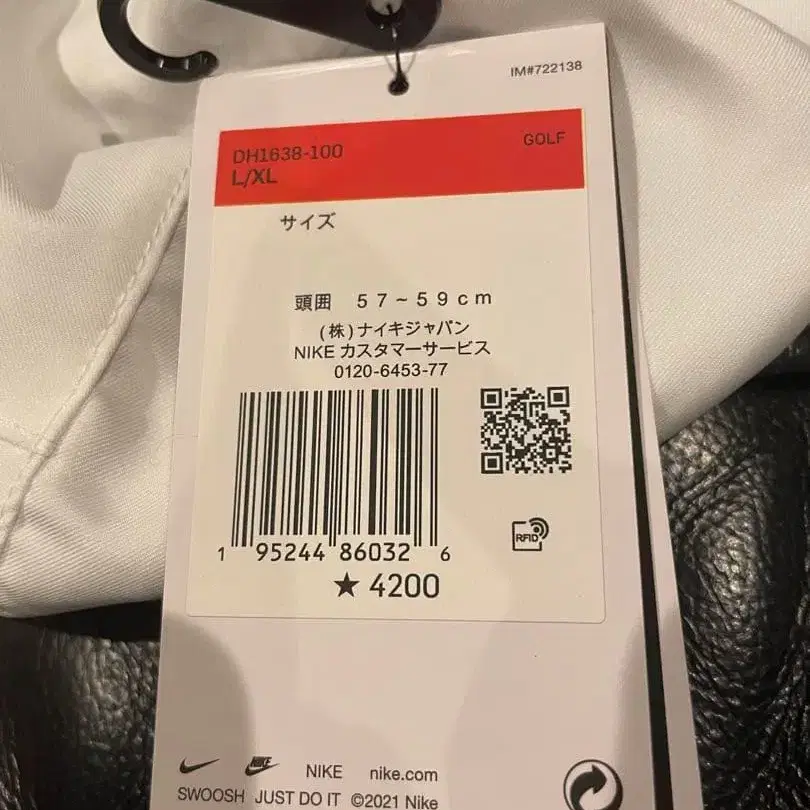 IM#722138
DH1638-100
GOLF
L/XL
サイズ
頭囲 57~59cm
(株)ナイキジャパン
NIKE カスタマーサービス
0120-6453-77
1 95244 86032 6
★ 4200
RFID
NIKE nike.com
SWOOSH JUST DO IT ©2021 Nike